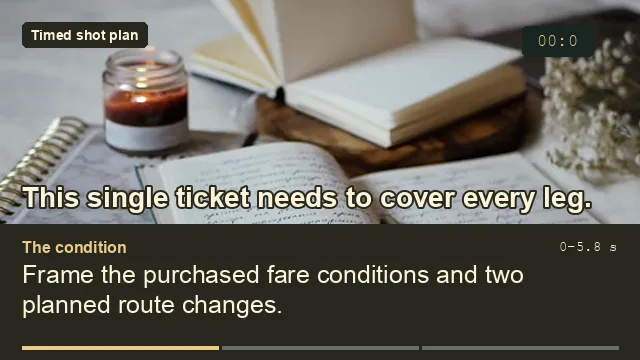 Timed shot plan
00:0
This single ticket needs to cover every leg.
The condition
0–5.8 s
Frame the purchased fare conditions and two
planned route changes.